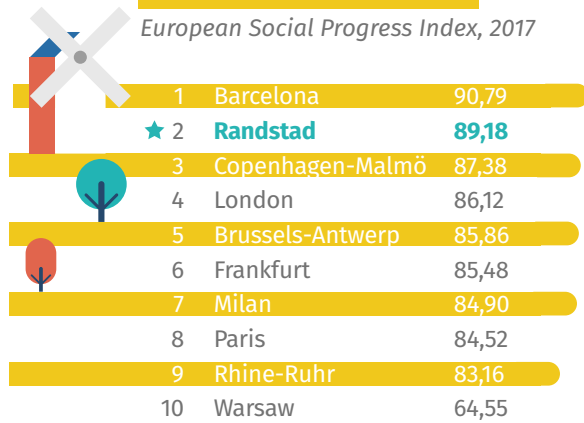 European Social Progress Index, 2017
1 Barcelona 90,79
2 Randstad 89,18
3 Copenhagen-Malmö 87,38
4 London 86,12
5 Brussels-Antwerp 85,86
6 Frankfurt 85,48
7 Milan 84,90
8 Paris 84,52
9 Rhine-Ruhr 83,16
10 Warsaw 64,55